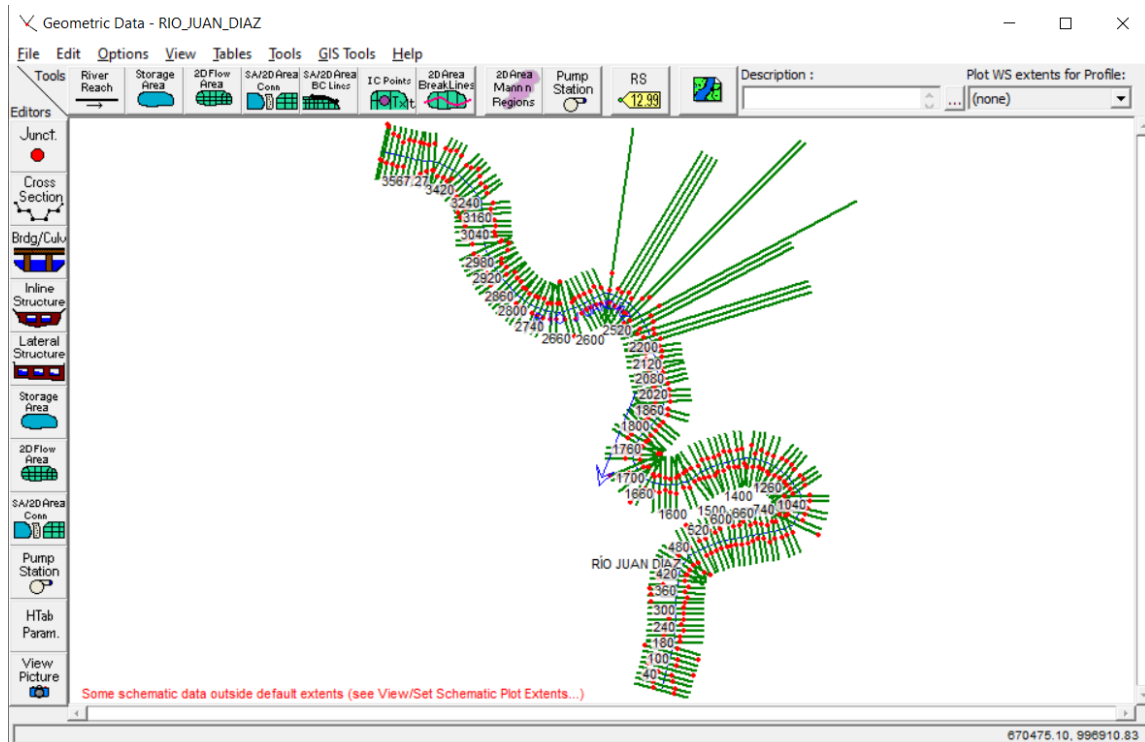 Geometric Data - RIO_JUAN_DIAZ
File Edit Options View Tables Tools GIS Tools Help
Tools
Editors
River
Reach
Storage
Area
2D Flow
Area
SA/2D Area
Conn
SA/2D Area
BC Lines
IC Points
Txt
2D Area
BreakLines
2D Area
Mann n
Regions
Pump
Station
RS
12.99
Description :
...
Plot WS extents for Profile:
(none)
Junct.
Cross
Section
Brdg/Culv
Inline
Structure
Lateral
Structure
Storage
Area
2D Flow
Area
SA/2D Area
Conn
Pump
Station
HTab
Param.
View
Picture
3567.27
3420
3240
3160
3040
2980
2920
2860
2800
2740
2660
2600
2520
2200
2120
2080
2020
1860
1800
1760
1700
1660
1600
1500
1400
1260
1040
740
660
600
520
480
RÍO JUAN DIAZ
420
360
300
240
180
100
40
Some schematic data outside default extents (see View/Set Schematic Plot Extents...)
670475.10, 996910.83